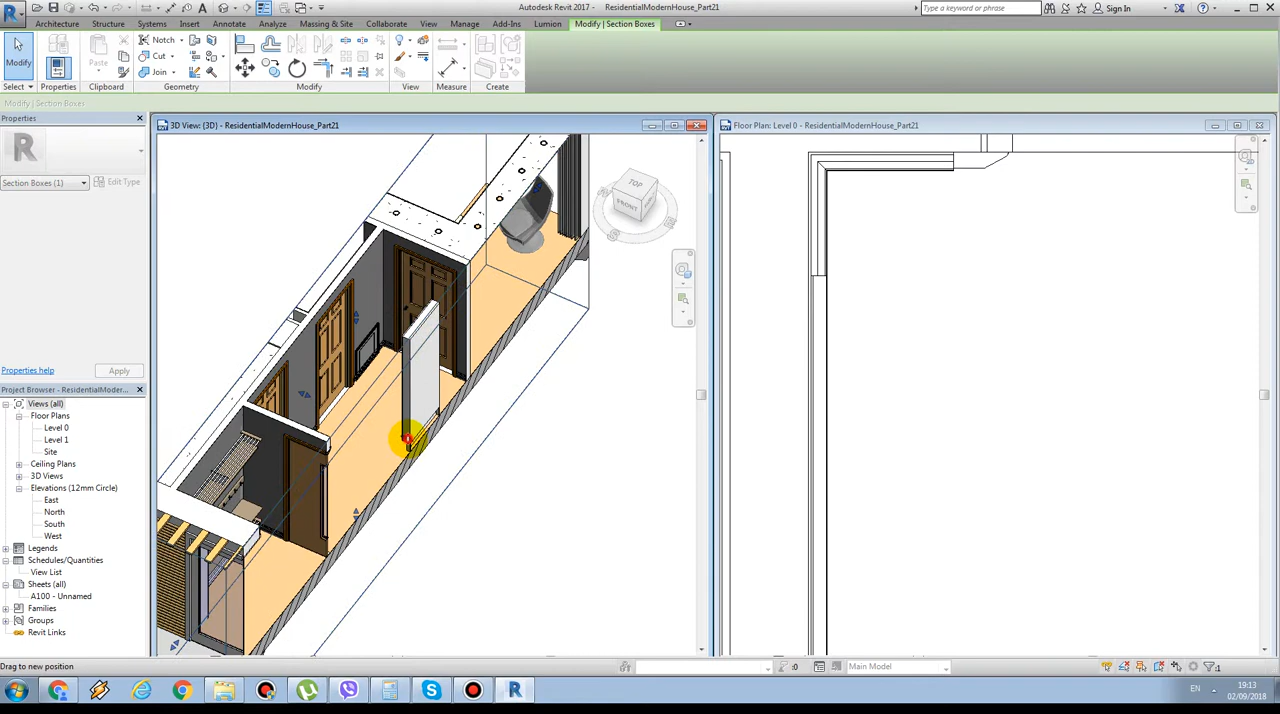 Autodesk Revit 2017 - ResidentialModernHouse_Part21
Type a keyword or phrase
Sign In
Architecture Structure Systems Insert Annotate Analyze Massing & Site Collaborate View Manage Add-Ins Lumion Modify | Section Boxes
Modify
Paste
Notch
Cut
Join
Select Properties Clipboard Geometry Modify View Measure Create
Modify | Section Boxes
Properties
Section Boxes (1)
Edit Type
Properties help
Apply
Project Browser - ResidentialModer...
Views (all)
Floor Plans
Level 0
Level 1
Site
Ceiling Plans
3D Views
Elevations (12mm Circle)
East
North
South
West
Legends
Schedules/Quantities
View List
Sheets (all)
A100 - Unnamed
Families
Groups
Revit Links
3D View: {3D} - ResidentialModernHouse_Part21
TOP
FRONT
Floor Plan: Level 0 - ResidentialModernHouse_Part21
Drag to new position
:0
Main Model
:1
EN
19:13
02/09/2018